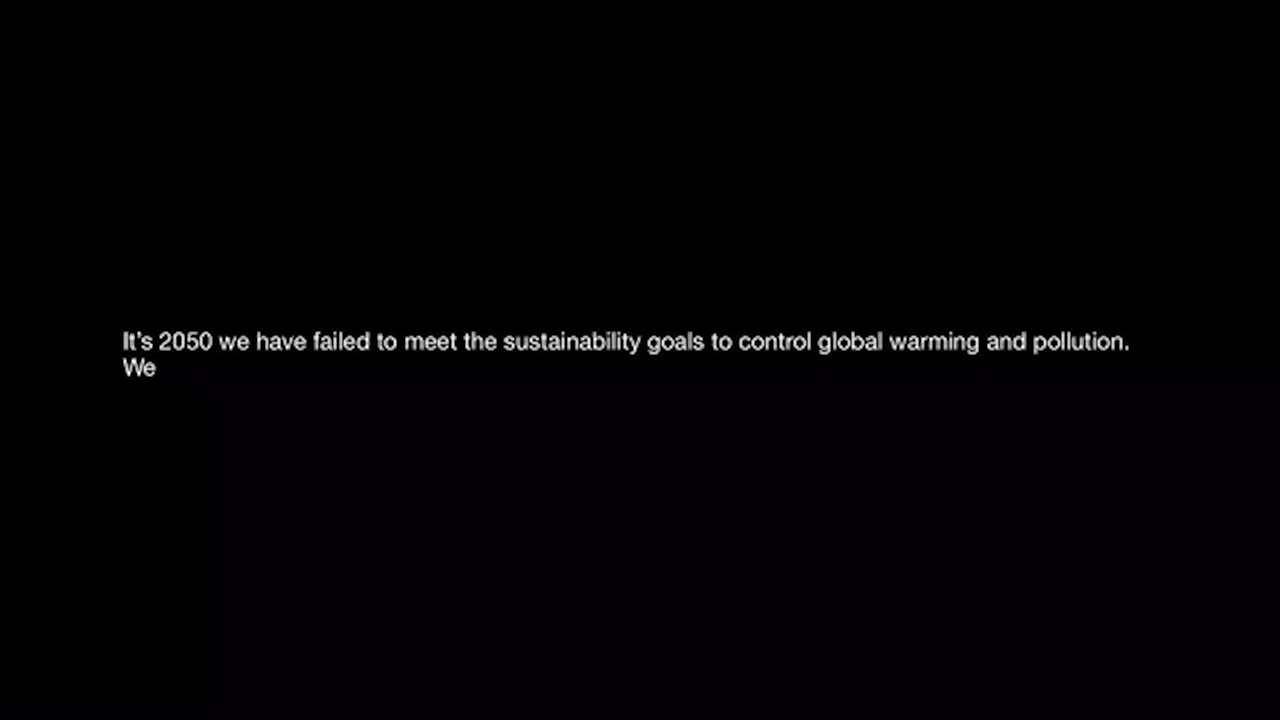 It's 2050 we have failed to meet the sustainability goals to control global warming and pollution.
We